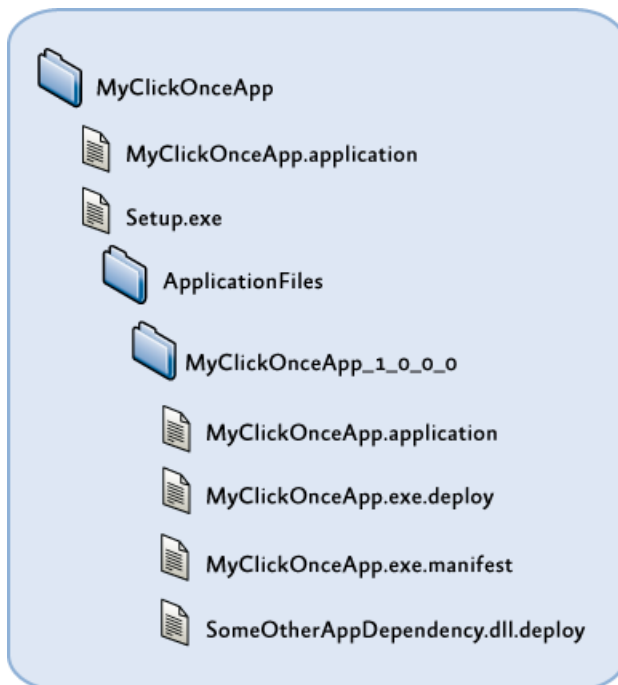 MyClickOnceApp
MyClickOnceApp.application
Setup.exe
ApplicationFiles
MyClickOnceApp_1_0_0_0
MyClickOnceApp.application
MyClickOnceApp.exe.deploy
MyClickOnceApp.exe.manifest
SomeOtherAppDependency.dll.deploy